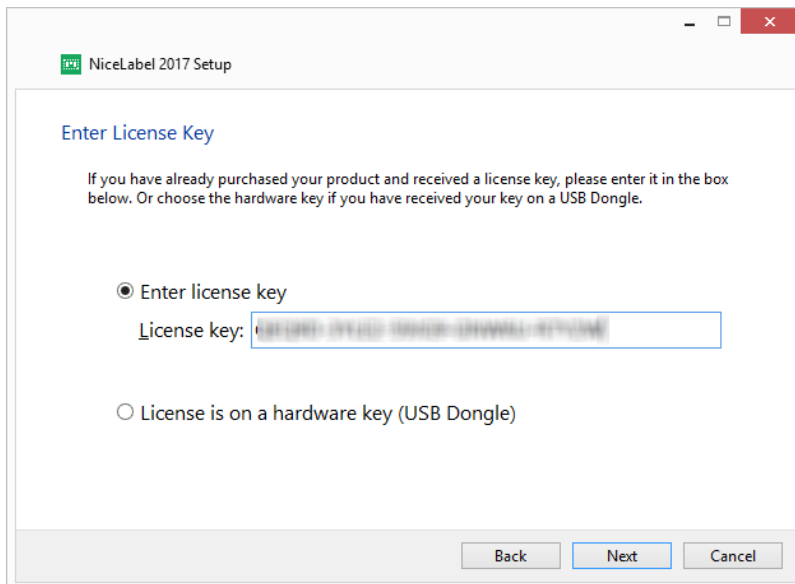 NiceLabel 2017 Setup
Enter License Key
If you have already purchased your product and received a license key, please enter it in the box
below. Or choose the hardware key if you have received your key on a USB Dongle.
Enter license key
License key:
License is on a hardware key (USB Dongle)
Back Next Cancel